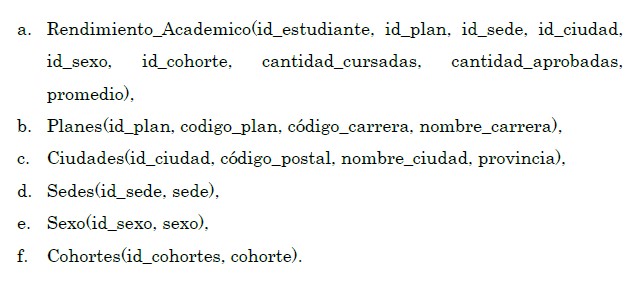 a. Rendimiento_Academico(id_estudiante, id_plan, id_sede, id_ciudad,
id_sexo, id_cohorte, cantidad_cursadas, cantidad_aprobadas,
promedio),
b. Planes(id_plan, codigo_plan, código_carrera, nombre_carrera),
c. Ciudades(id_ciudad, código_postal, nombre_ciudad, provincia),
d. Sedes(id_sede, sede),
e. Sexo(id_sexo, sexo),
f. Cohortes(id_cohortes, cohorte).